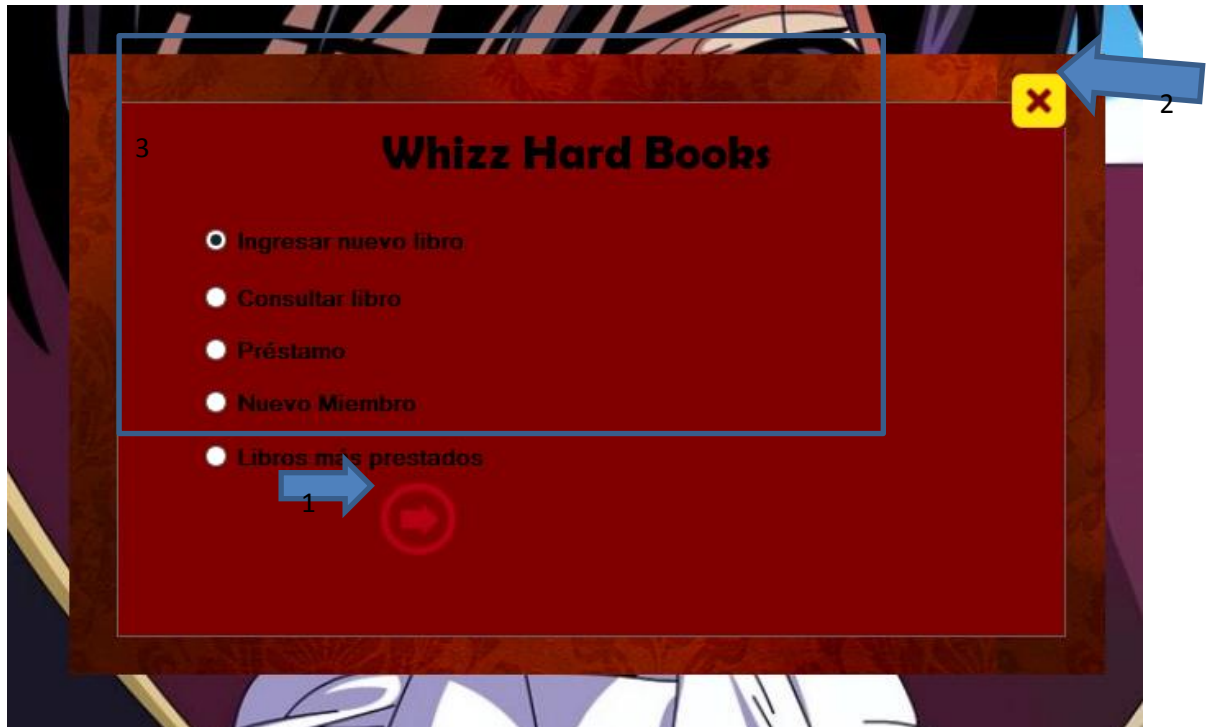 2
3
Whizz Hard Books
Ingresar nuevo libro
Consultar libro
Préstamo
Nuevo Miembro
Libros más prestados
1